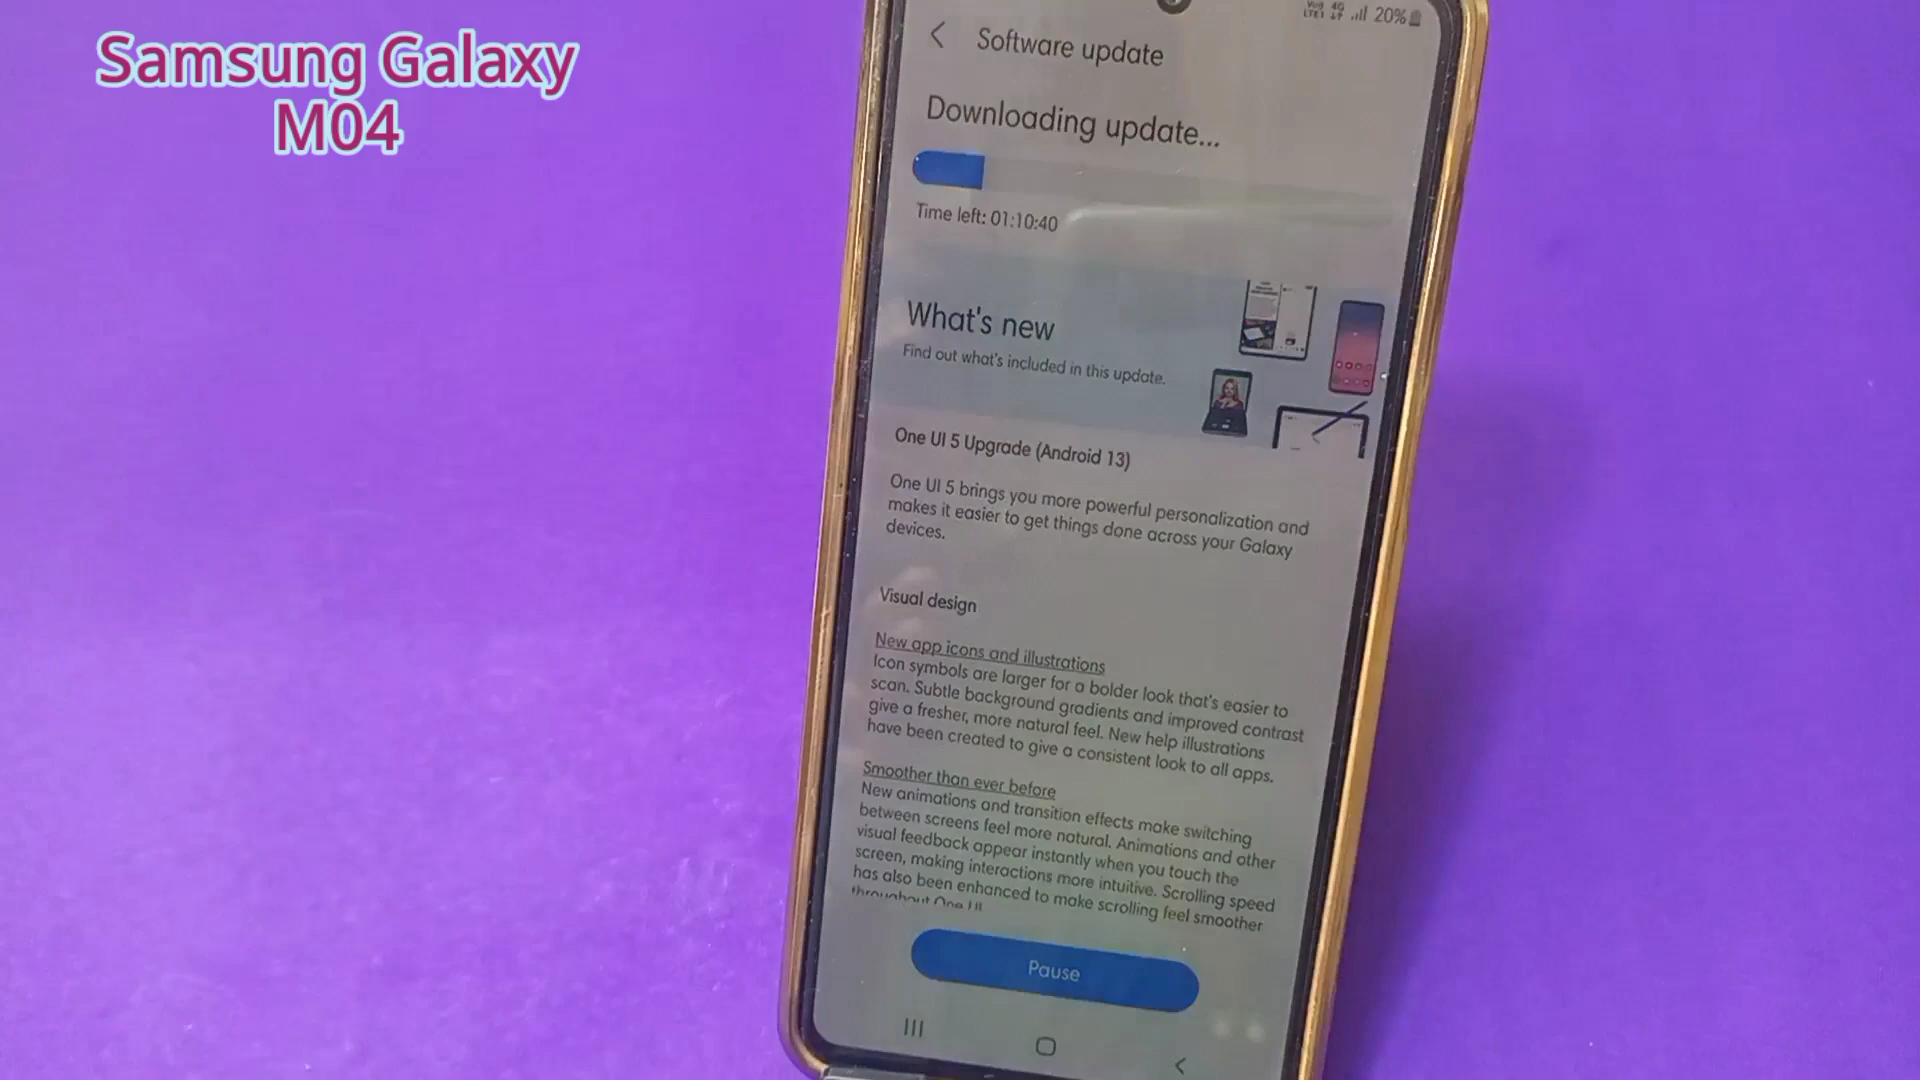 Samsung Galaxy
M04
4G
LTE1
20%
Software update
Downloading update...
Time left: 01:10:40
What's new
Find out what's included in this update.
One UI 5 Upgrade (Android 13)
One UI 5 brings you more powerful personalization and
makes it easier to get things done across your Galaxy
devices.
Visual design
New app icons and illustrations
Icon symbols are larger for a bolder look that's easier to
scan. Subtle background gradients and improved contrast
give a fresher, more natural feel. New help illustrations
have been created to give a consistent look to all apps.
Smoother than ever before
New animations and transition effects make switching
between screens feel more natural. Animations and other
visual feedback appear instantly when you touch the
screen, making interactions more intuitive. Scrolling speed
has also been enhanced to make scrolling feel smoother
throughout One UI
Pause